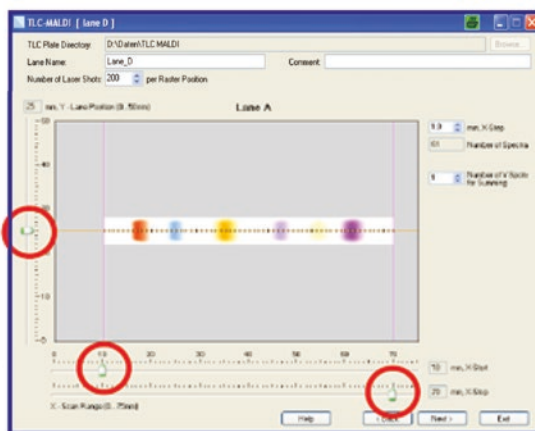 TLC-MALDI [ lane D ]
TLC Plate Directory: D:\Daten\TLC MALDI Browse...
Lane Name: Lane_D Comment:
Number of Laser Shots: 200 per Raster Position
25 mm, Y - Lane Position (0..50mm) Lane A
50
40
30
20
10
0
1,0 mm, X-Step
61 Number of Spectra
Number of Y Spots
for Summing
0 10 20 30 40 50 60 70
10 mm, X-Start
70 mm, X-Stop
X - Scan Range (0..75mm)
Help < Back Next > Exit